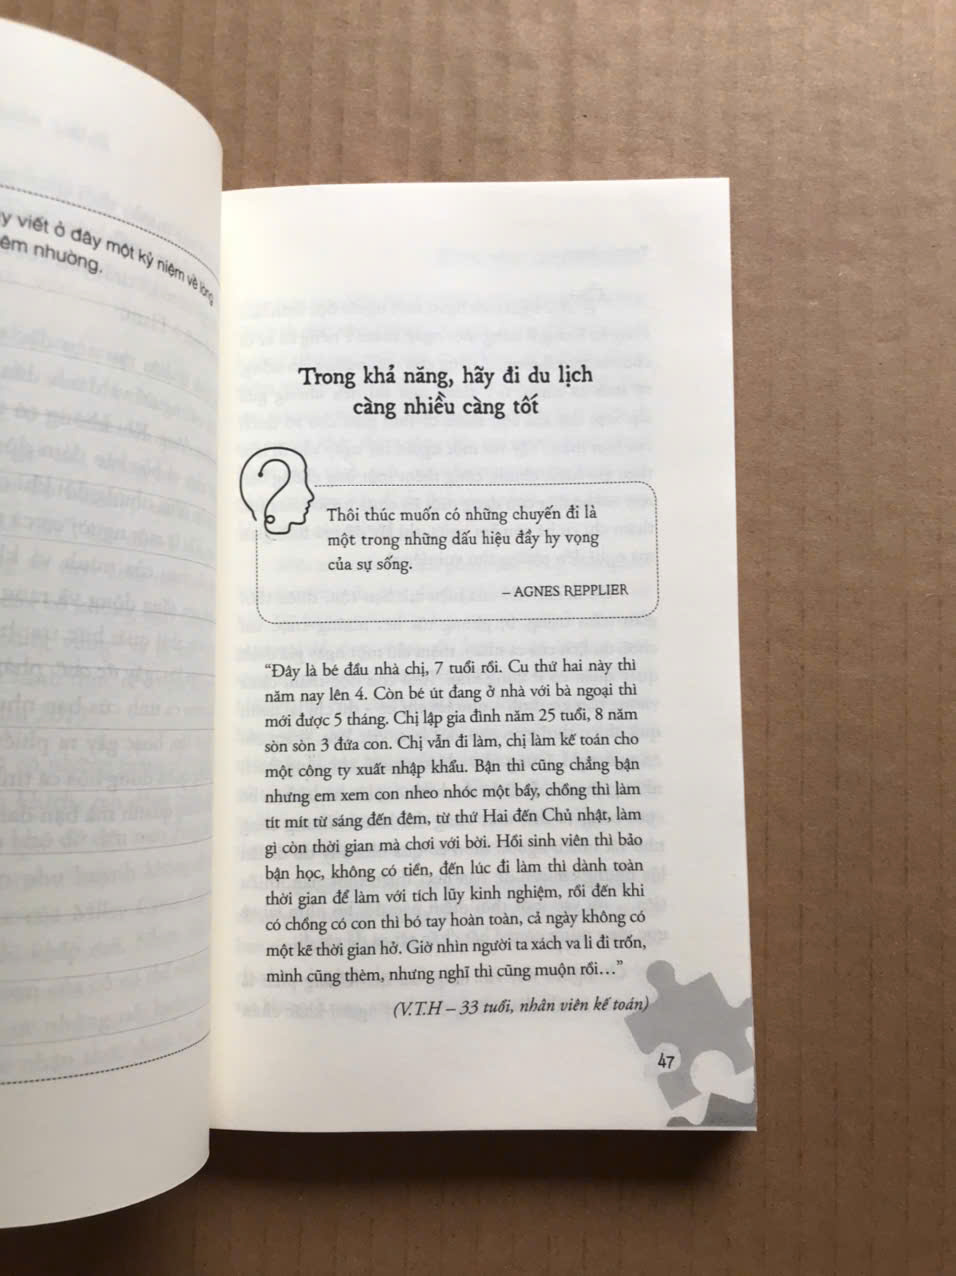 y viết ở đây một kỷ niệm về lòng
êm nhường.
Trong khả năng, hãy đi du lịch
càng nhiều càng tốt
Thôi thúc muốn có những chuyến đi là
một trong những dấu hiệu đầy hy vọng
của sự sống.
– AGNES REPPLIER
“Đây là bé đầu nhà chị, 7 tuổi rồi. Cu thứ hai này thì
năm nay lên 4. Còn bé út đang ở nhà với bà ngoại thì
mới được 5 tháng. Chị lập gia đình năm 25 tuổi, 8 năm
sòn sòn 3 đứa con. Chị vẫn đi làm, chị làm kế toán cho
một công ty xuất nhập khẩu. Bận thì cũng chẳng bận
nhưng em xem con nheo nhóc một bầy, chồng thì làm
tít mít từ sáng đến đêm, từ thứ Hai đến Chủ nhật, làm
gì còn thời gian mà chơi với bời. Hồi sinh viên thì bảo
bận học, không có tiền, đến lúc đi làm thì dành toàn
thời gian để làm với tích lũy kinh nghiệm, rồi đến khi
có chồng có con thì bó tay hoàn toàn, cả ngày không có
một kẽ thời gian hở. Giờ nhìn người ta xách va li đi trốn,
mình cũng thèm, nhưng nghĩ thì cũng muộn rồi…”
(V.T.H – 33 tuổi, nhân viên kế toán)
47